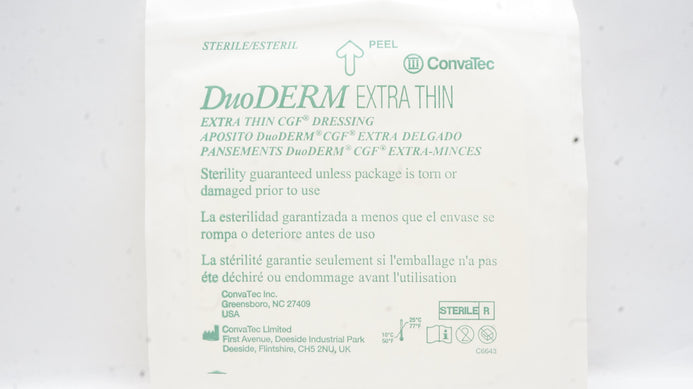 STERILE/ESTERIL
PEEL
ConvaTec
DuoDERM EXTRA THIN
EXTRA THIN CGF® DRESSING
APOSITO DuoDERM® CGF® EXTRA DELGADO
PANSEMENTS DuoDERM® CGF® EXTRA-MINCES
Sterility guaranteed unless package is torn or
damaged prior to use
La esterilidad garantizada a menos que el envase se
rompa o deteriore antes de uso
La stérilité garantie seulement si l'emballage n'a pas
éte déchiré ou endommage avant l'utilisation
ConvaTec Inc.
Greensboro, NC 27409
USA
ConvaTec Limited
First Avenue, Deeside Industrial Park
Deeside, Flintshire, CH5 2NU, UK
STERILE R
25°C
77°F
10°C
50°F
C6643